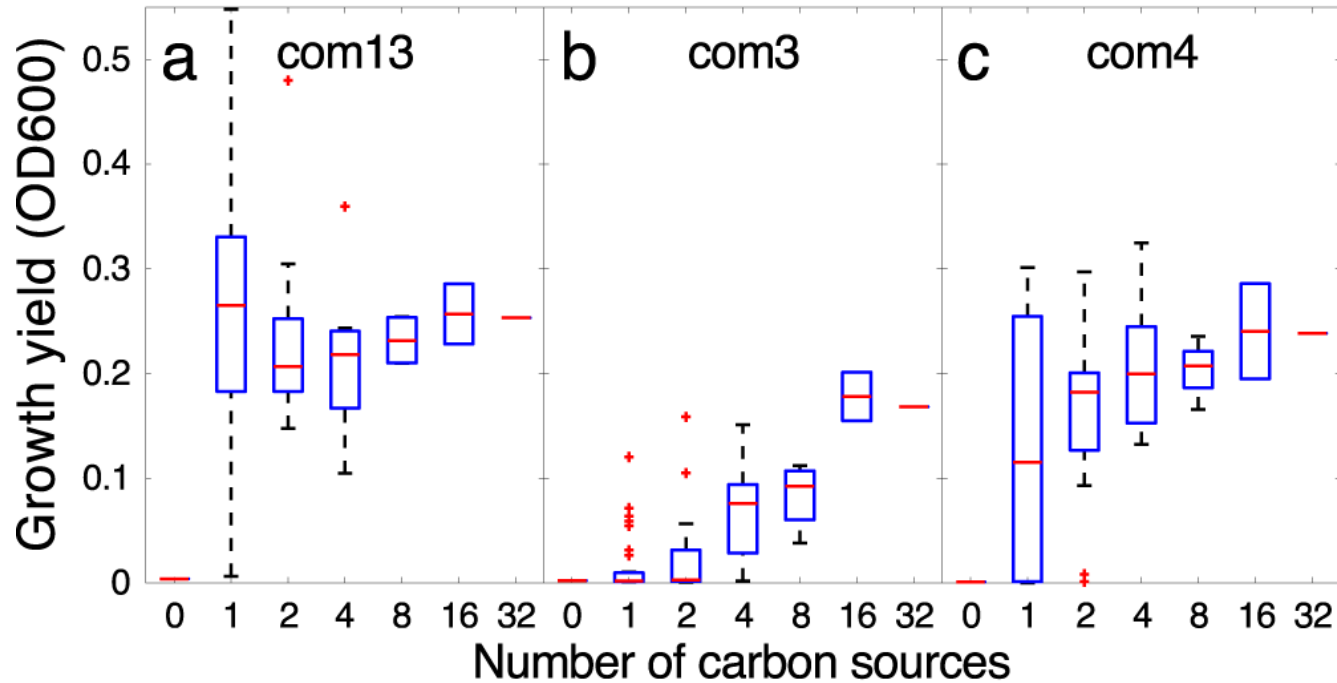 Growth yield (OD600)
0.5
0.4
0.3
0.2
0.1
0
a com13
b com3
c com4
0 1 2 4 8 16 32
0 1 2 4 8 16 32
0 1 2 4 8 16 32
Number of carbon sources